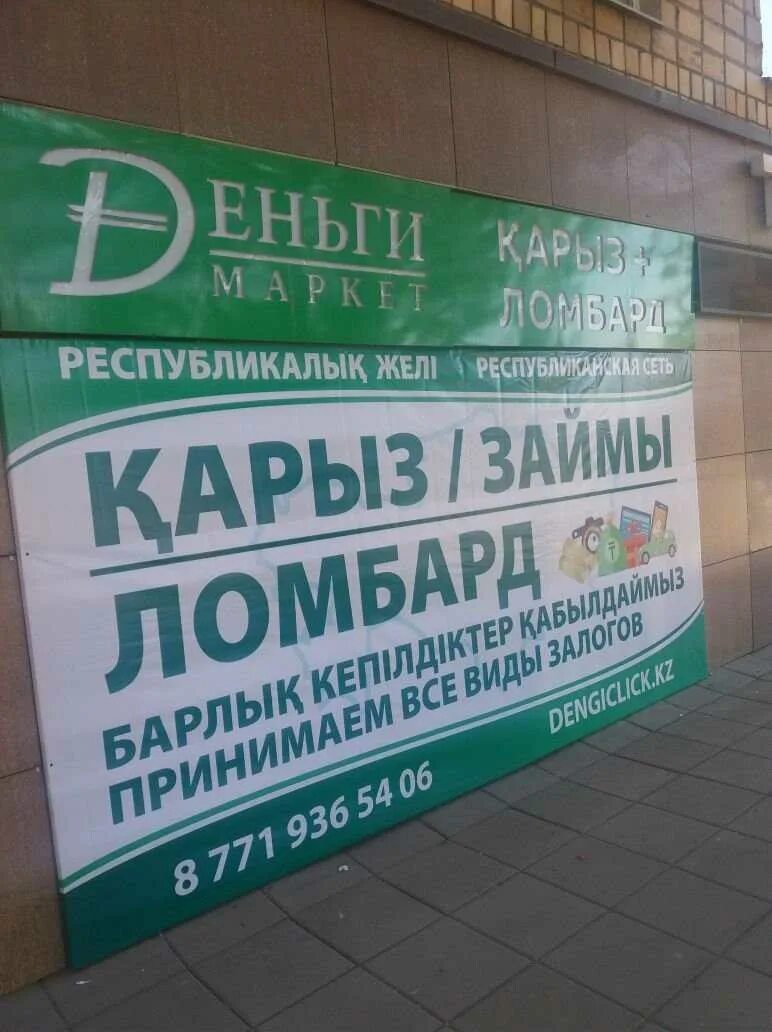 ДЕНЬГИ
МАРКЕТ
ҚАРЫЗ +
ЛОМБАРД
РЕСПУБЛИКАЛЫҚ ЖЕЛІ
РЕСПУБЛИКАНСКАЯ СЕТЬ
ҚАРЫЗ / ЗАЙМЫ
ЛОМБАРД
БАРЛЫҚ КЕПІЛДІКТЕР ҚАБЫЛДАЙМЫЗ
ПРИНИМАЕМ ВСЕ ВИДЫ ЗАЛОГОВ
DENGICLICK.KZ
8 771 936 54 06